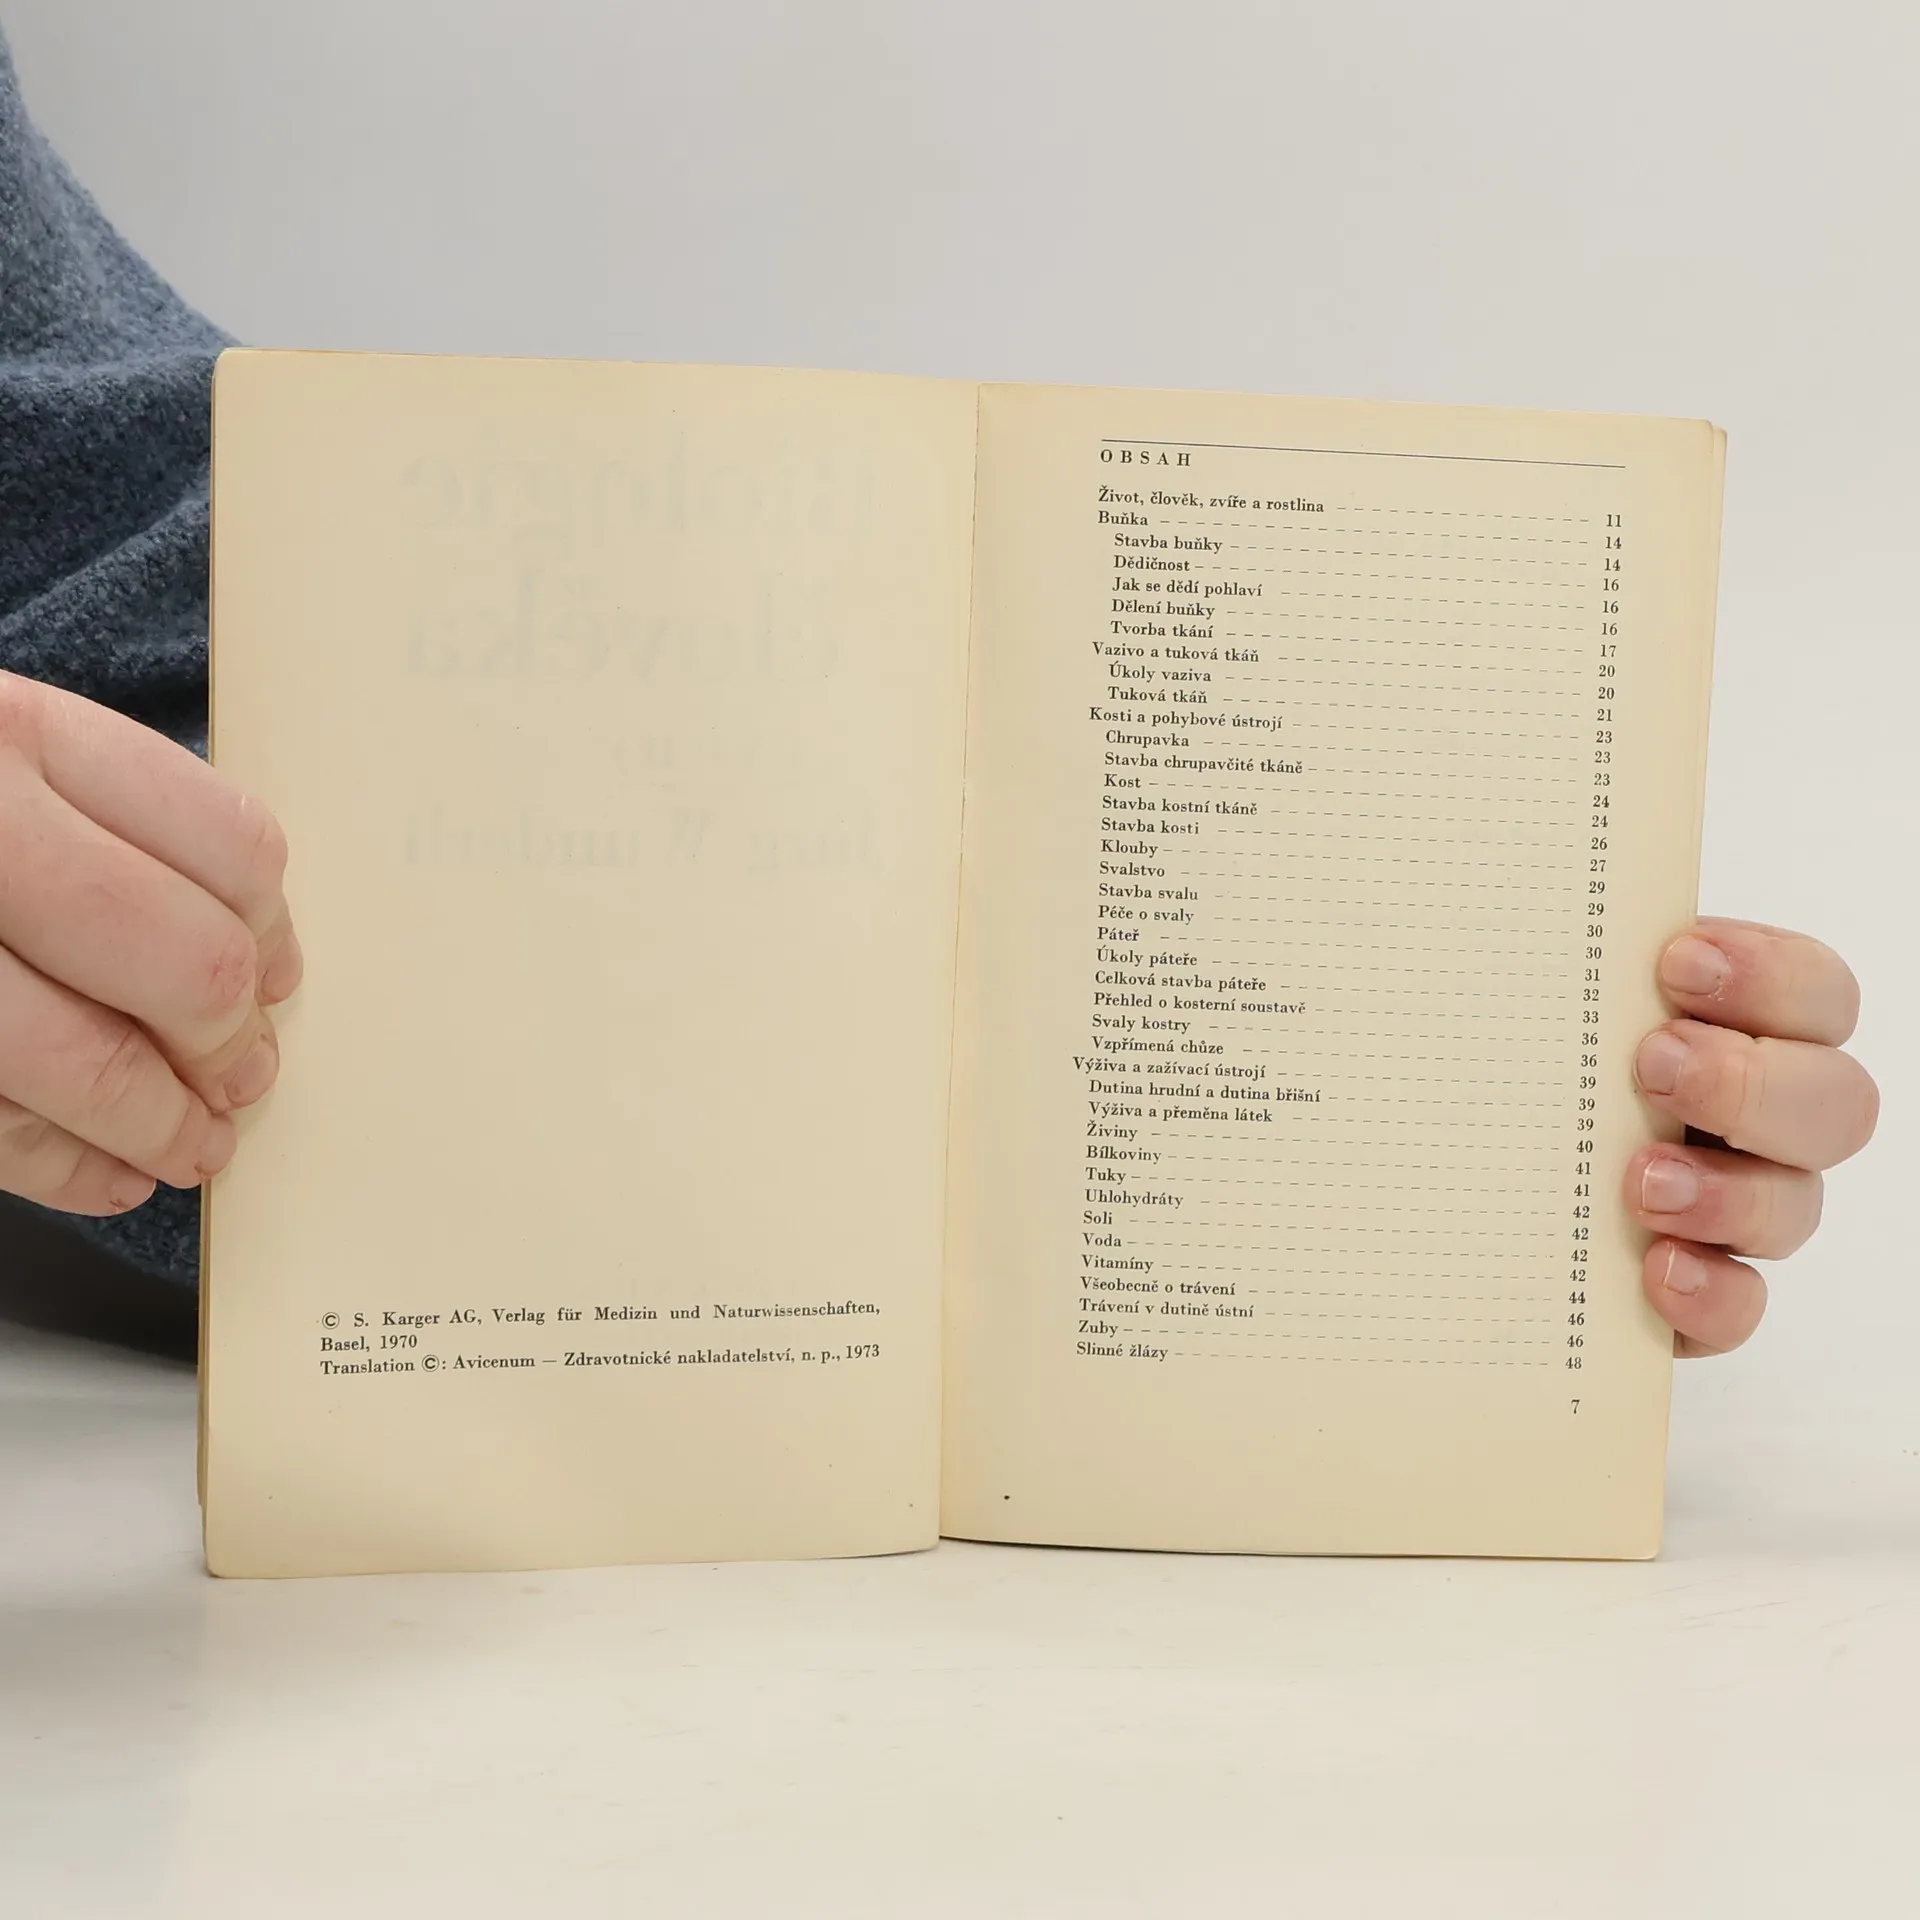 © S. Karger AG, Verlag für Medizin und Naturwissenschaften,
Basel, 1970
Translation ©: Avicenum — Zdravotnické nakladatelství, n. p., 1973
OBSAH
Život, člověk, zvíře a rostlina 11
Buňka 14
Stavba buňky 14
Dědičnost 16
Jak se dědí pohlaví 16
Dělení buňky 16
Tvorba tkání 17
Vazivo a tuková tkáň 20
Úkoly vaziva 20
Tuková tkáň 21
Kosti a pohybové ústrojí 23
Chrupavka 23
Stavba chrupavčité tkáně 23
Kost 24
Stavba kostní tkáně 24
Stavba kosti 26
Klouby 27
Svalstvo 29
Stavba svalu 29
Péče o svaly 30
Páteř 30
Úkoly páteře 31
Celková stavba páteře 32
Přehled o kosterní soustavě 33
Svaly kostry 36
Vzpřímená chůze 36
Výživa a zažívací ústrojí 39
Dutina hrudní a dutina břišní 39
Výživa a přeměna látek 39
Živiny 40
Bílkoviny 41
Tuky 41
Uhlohydráty 42
Soli 42
Voda 42
Vitamíny 42
Všeobecně o trávení 44
Trávení v dutině ústní 46
Zuby 46
Slinné žlázy 48
7